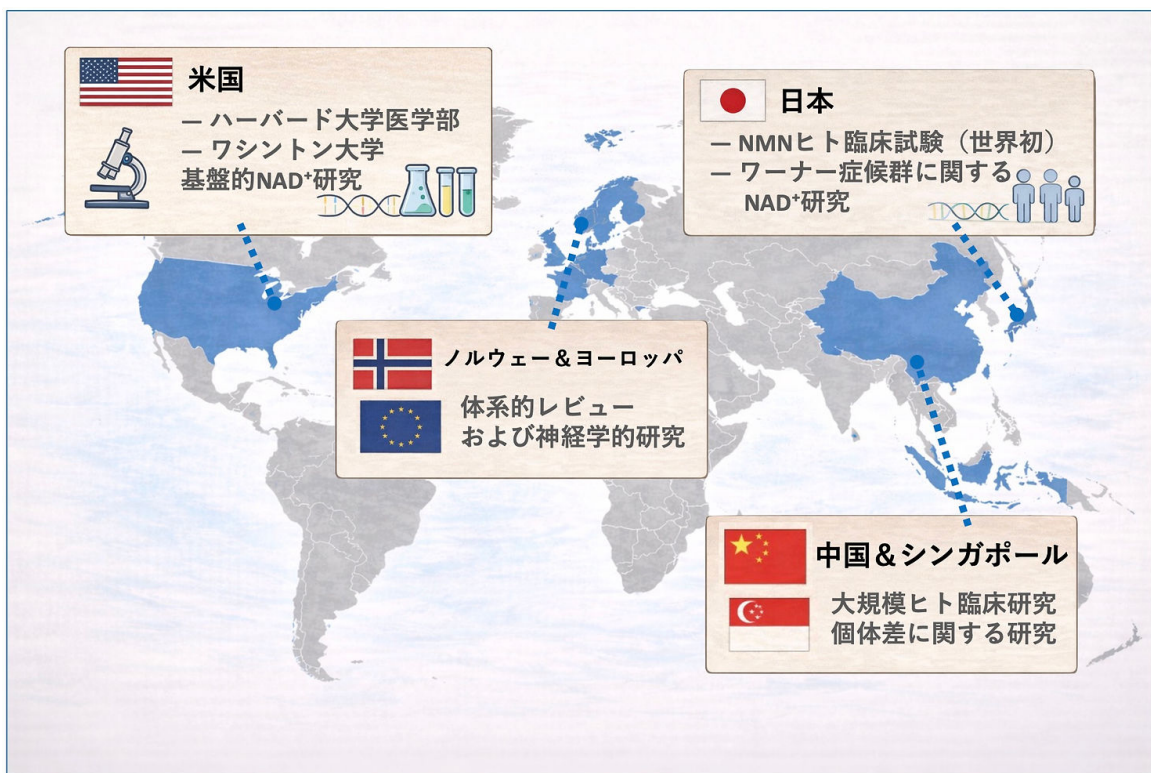 米国
— ハーバード大学医学部
— ワシントン大学
基盤的NAD⁺研究
日本
— NMNヒト臨床試験（世界初）
— ワーナー症候群に関する
NAD⁺研究
ノルウェー＆ヨーロッパ
体系的レビュー
および神経学的研究
中国＆シンガポール
大規模ヒト臨床研究
個体差に関する研究